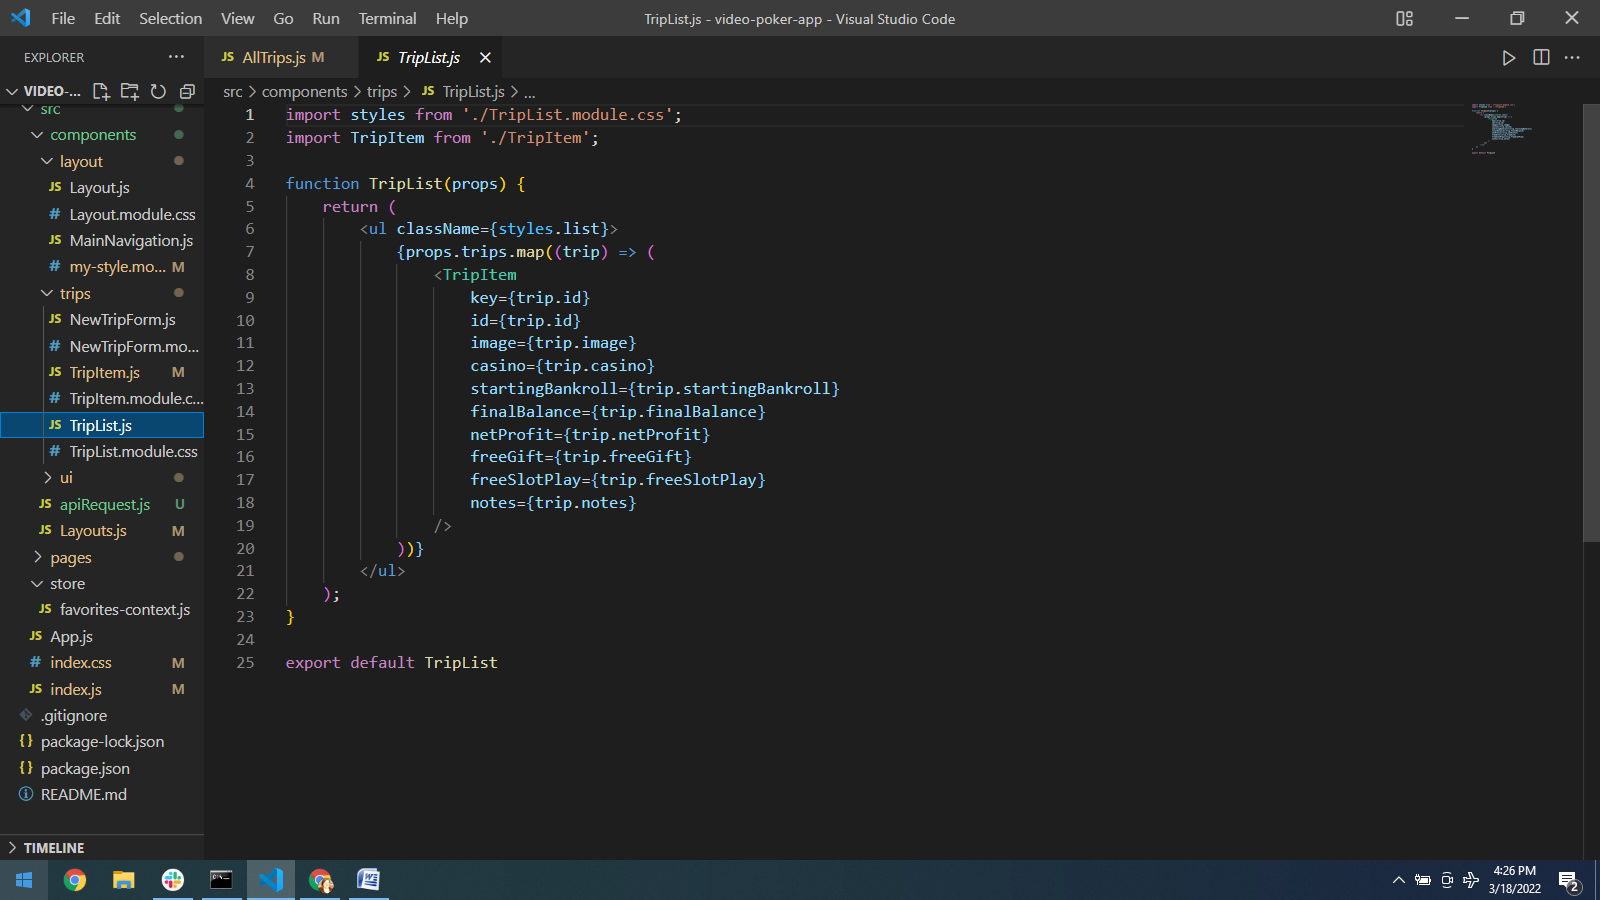 File Edit Selection View Go Run Terminal Help
TripList.js - video-poker-app - Visual Studio Code
EXPLORER
JS AllTrips.js M
JS TripList.js
VIDEO-...
src > components > trips > JS TripList.js > ...
src
components
layout
JS Layout.js
# Layout.module.css
JS MainNavigation.js
# my-style.mo... M
trips
JS NewTripForm.js
# NewTripForm.mo...
JS TripItem.js M
# TripItem.module.c...
JS TripList.js
# TripList.module.css
ui
JS apiRequest.js U
JS Layouts.js M
pages
store
JS favorites-context.js
JS App.js
# index.css M
JS index.js M
.gitignore
{} package-lock.json
{} package.json
README.md
TIMELINE
1 import styles from './TripList.module.css';
2 import TripItem from './TripItem';
3
4 function TripList(props) {
5 return (
6 <ul className={styles.list}>
7 {props.trips.map((trip) => (
8 <TripItem
9 key={trip.id}
10 id={trip.id}
11 image={trip.image}
12 casino={trip.casino}
13 startingBankroll={trip.startingBankroll}
14 finalBalance={trip.finalBalance}
15 netProfit={trip.netProfit}
16 freeGift={trip.freeGift}
17 freeSlotPlay={trip.freeSlotPlay}
18 notes={trip.notes}
19 />
20 ))}
21 </ul>
22 );
23 }
24
25 export default TripList
4:26 PM
3/18/2022
2